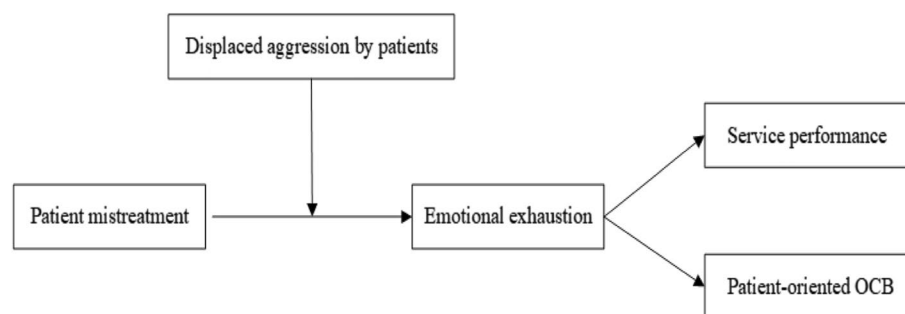 Displaced aggression by patients
Service performance
Patient mistreatment
Emotional exhaustion
Patient-oriented OCB